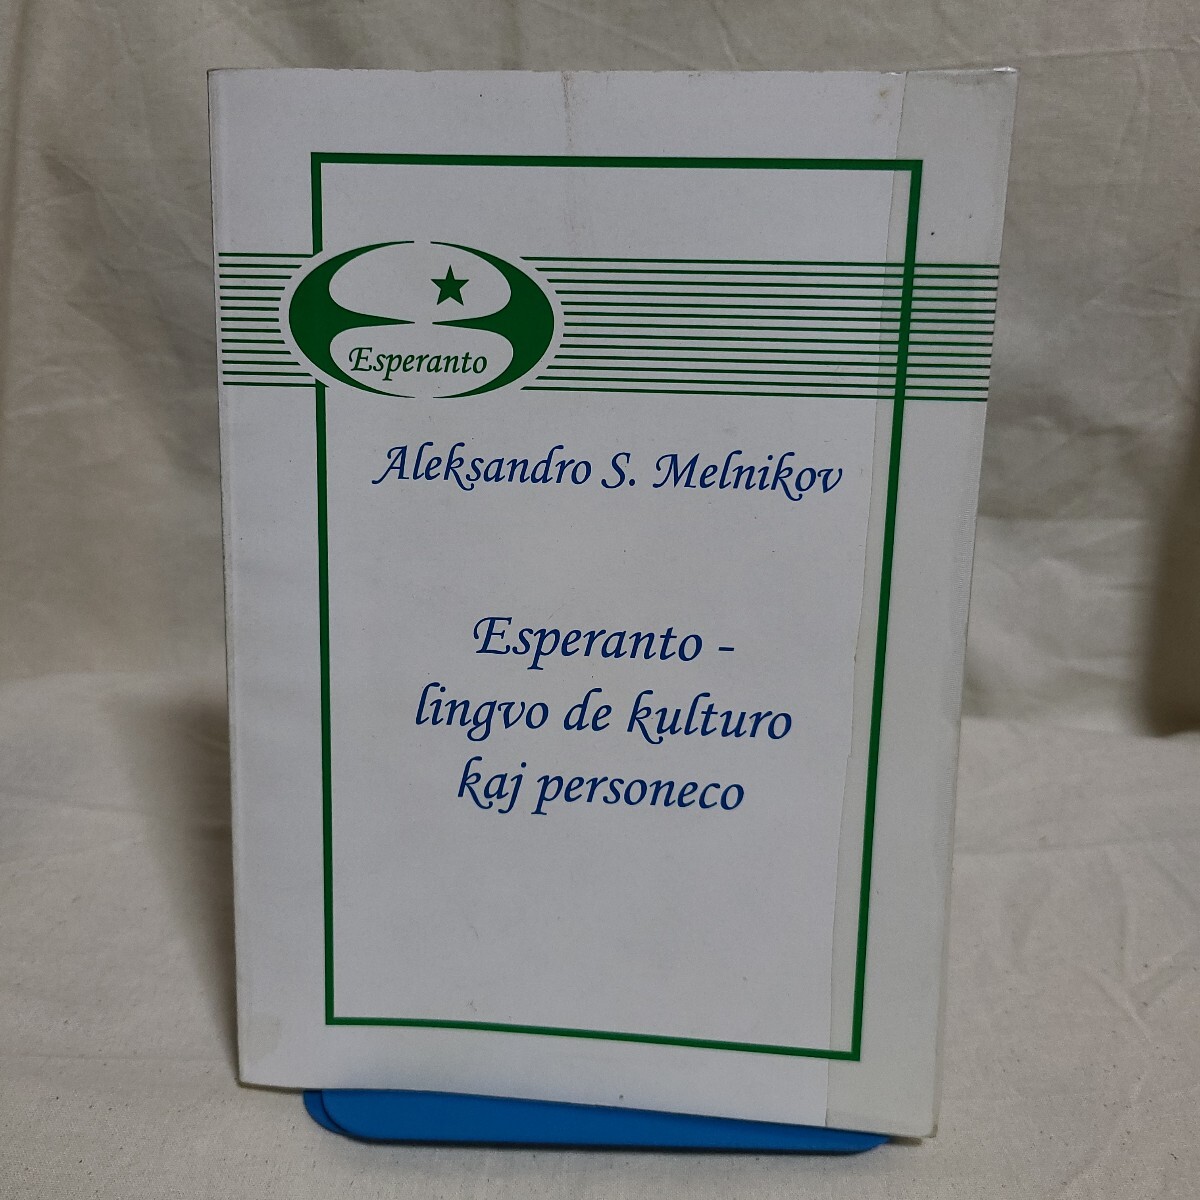 Esperanto
Aleksandro S. Melnikov
Esperanto -
lingvo de kulturo
kaj personeco